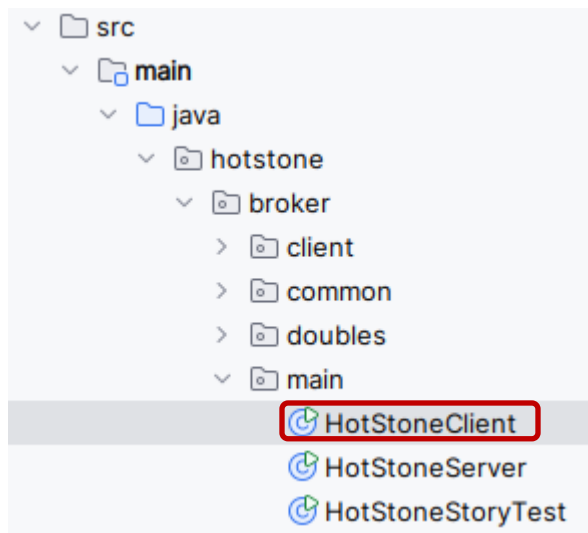 src
main
java
hotstone
broker
client
common
doubles
main
HotStoneClient
HotStoneServer
HotStoneStoryTest